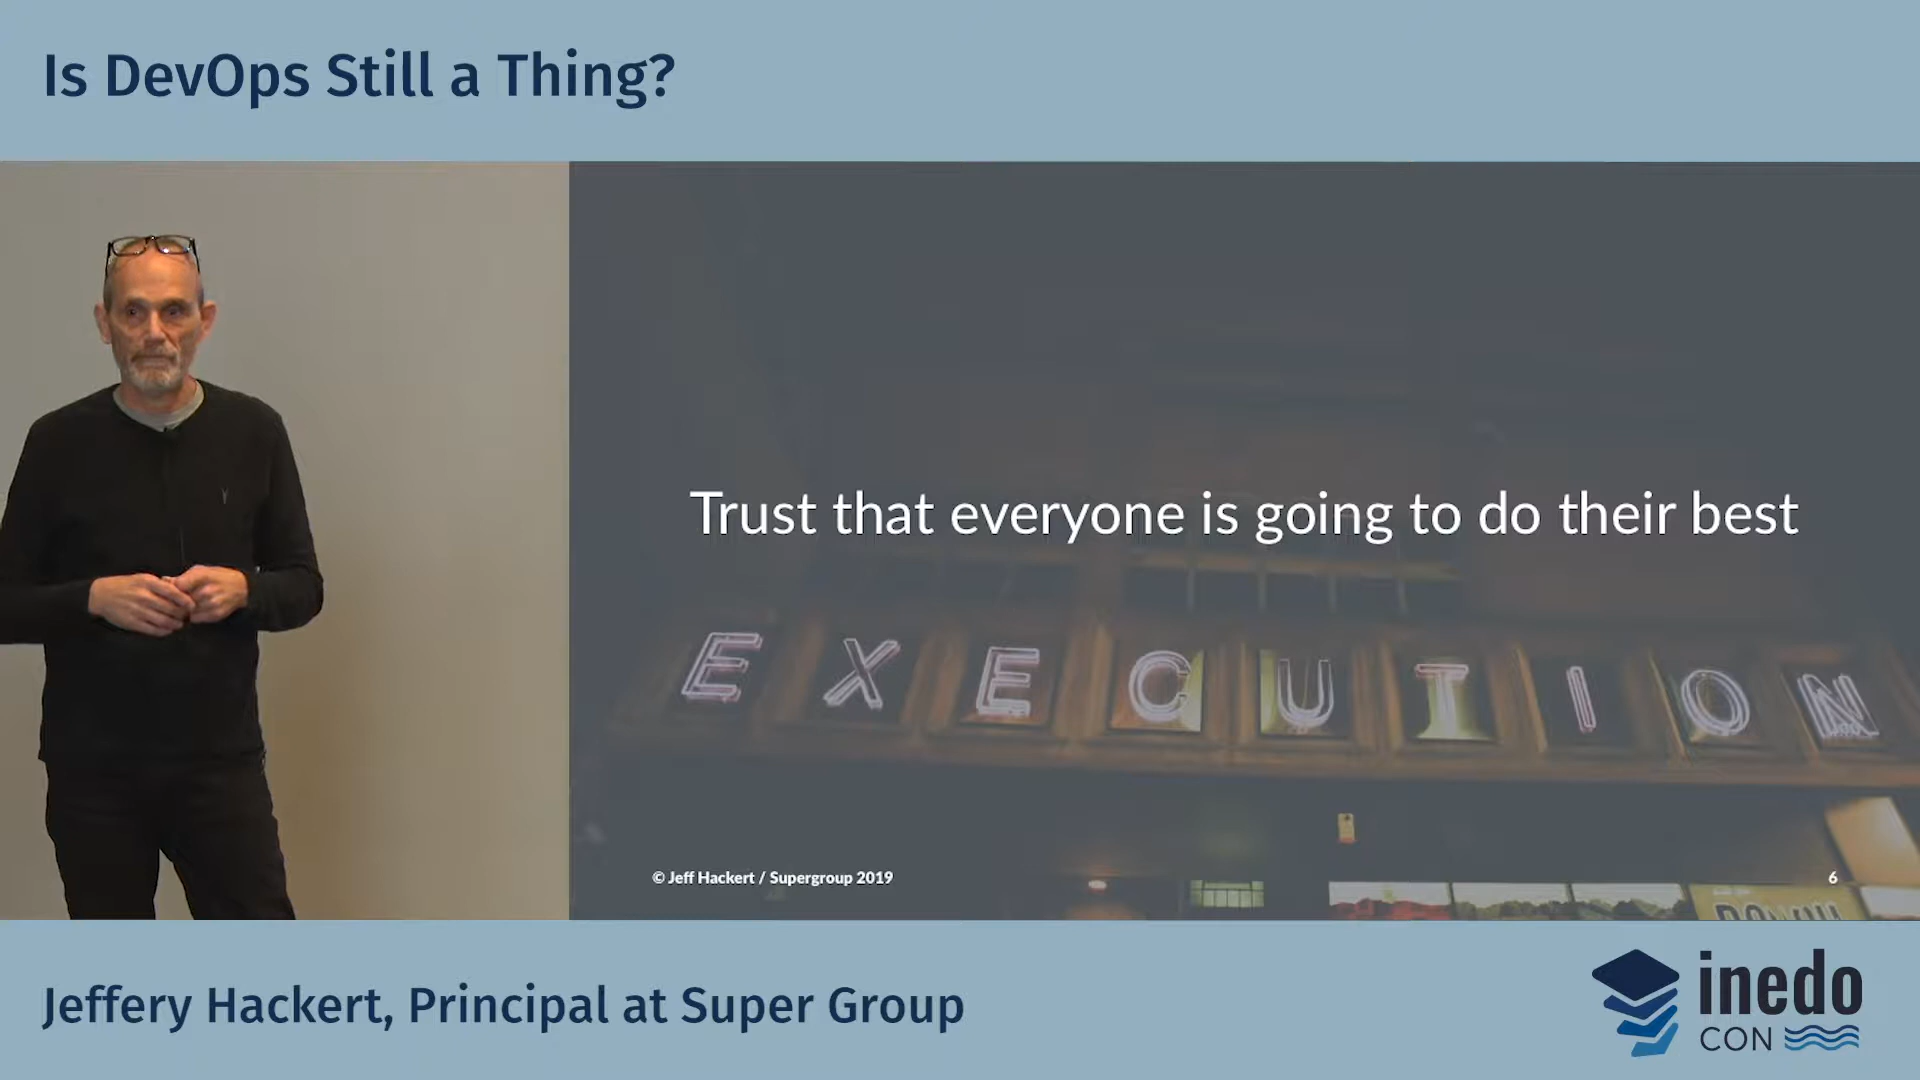 Is DevOps Still a Thing?
Trust that everyone is going to do their best
EXECUTION
© Jeff Hackert / Supergroup 2019
6
Jeffery Hackert, Principal at Super Group
inedo
CON